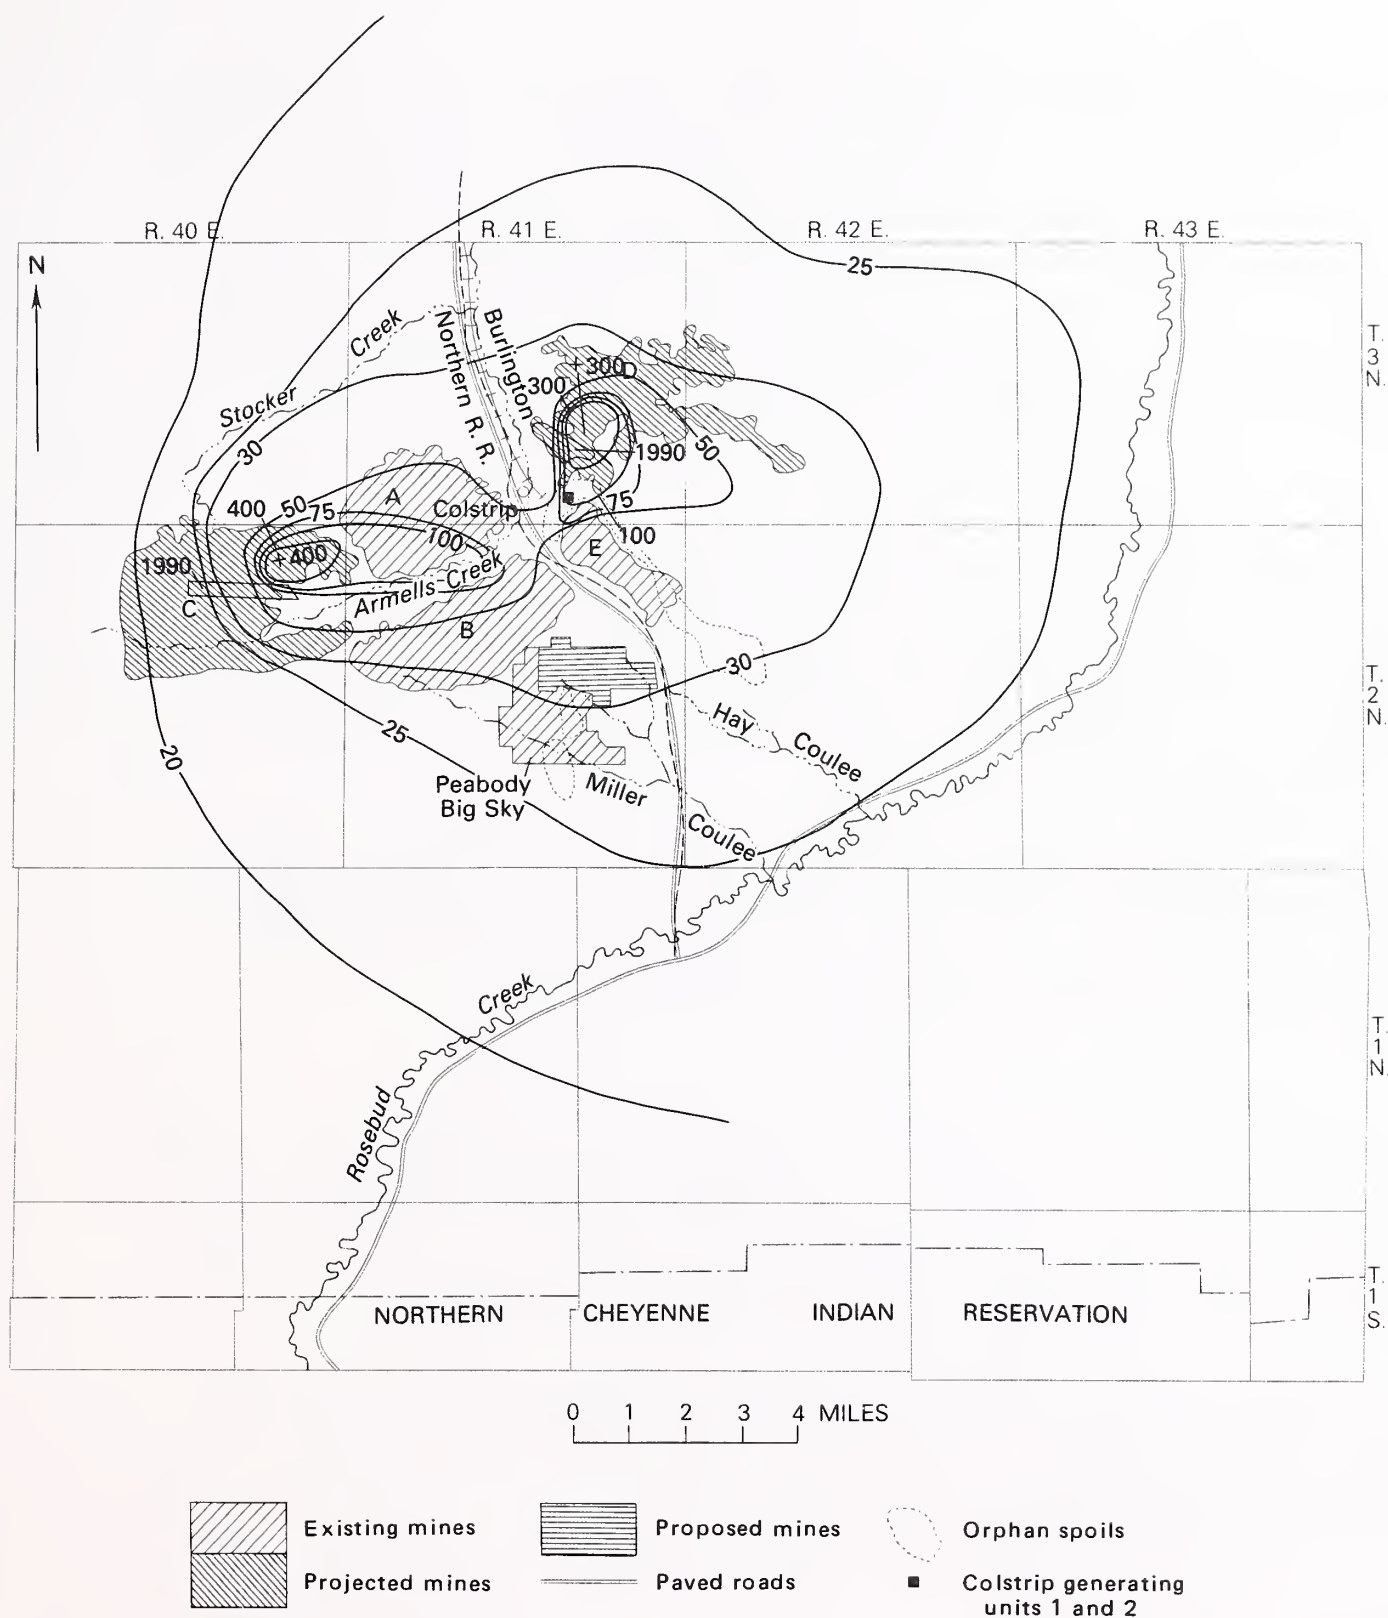 R. 40 E.
R. 41 E.
R. 42 E.
R. 43 E.
N
25
T.
3
N.
Creek
Burlington
Northern R. R.
Stocker
+300
D
300
30
1990
50
A
400
50
75
Colstrip
75
100
100
E
+400
1990
Armells Creek
C
B
30
T.
2
N.
Hay
Coulee
25
20
Peabody
Big Sky
Miller
Coulee
Creek
T.
1
N.
Rosebud
T.
1
S.
NORTHERN CHEYENNE INDIAN RESERVATION
0 1 2 3 4 MILES
Existing mines
Proposed mines
Orphan spoils
Projected mines
Paved roads
Colstrip generating
units 1 and 2